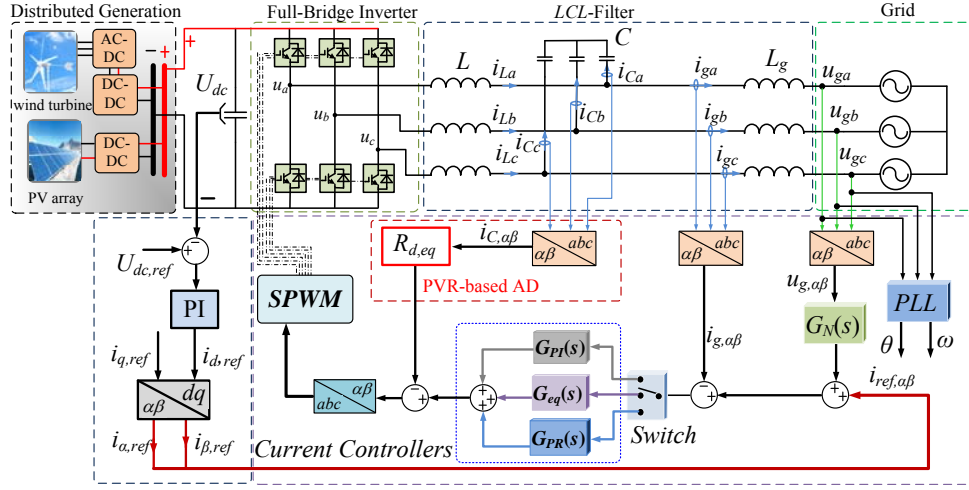 Distributed Generation
Full-Bridge Inverter
LCL-Filter
Grid
AC-
DC
DC-
DC
wind turbine
DC-
DC
PV array
− +
+
U_dc
−
u_a
u_b
u_c
L
i_La
i_Lb
i_Lc
C
i_Ca
i_Cb
i_Cc
i_ga
i_gb
i_gc
L_g
u_ga
u_gb
u_gc
U_dc,ref
+
−
PI
i_q,ref
i_d,ref
dq
αβ
i_α,ref
i_β,ref
SPWM
R_d,eq
i_C,αβ
abc
αβ
PVR-based AD
abc
αβ
i_g,αβ
abc
αβ
u_g,αβ
G_N(s)
PLL
θ
ω
i_ref,αβ
αβ
abc
−
+
+
+
+
G_PI(s)
G_eq(s)
G_PR(s)
Switch
−
+
+
+
Current Controllers